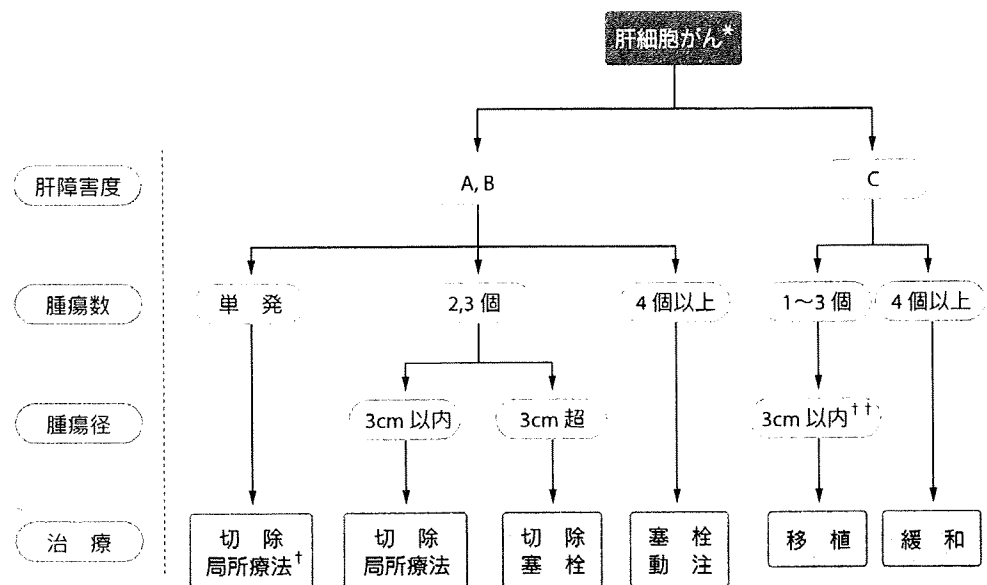 肝細胞がん*
肝障害度
A, B
C
腫瘍数
単 発
2,3 個
4 個以上
1〜3 個
4 個以上
腫瘍径
3cm 以内
3cm 超
3cm 以内††
治 療
切 除
局所療法†
切 除
局所療法
切 除
塞 栓
塞 栓
動 注
移 植
緩 和